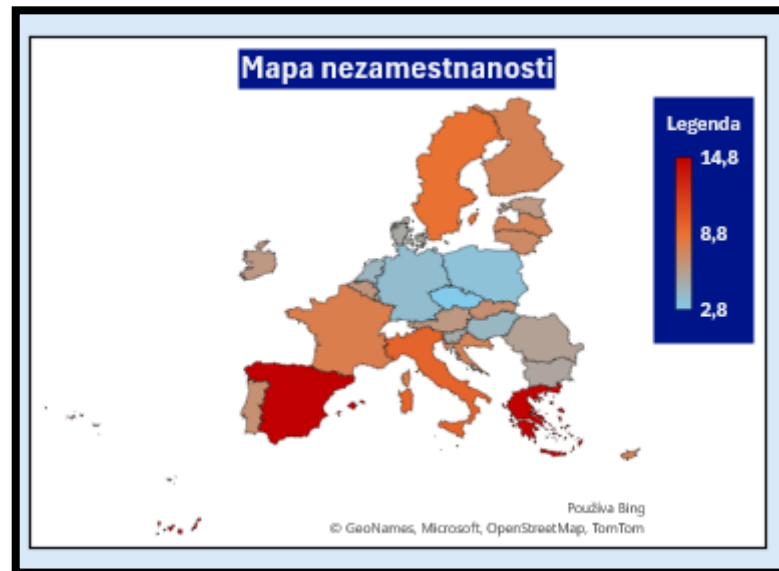 Mapa nezamestnanosti
Legenda
14,8
8,8
2,8
Používa Bing
© GeoNames, Microsoft, OpenStreetMap, TomTom